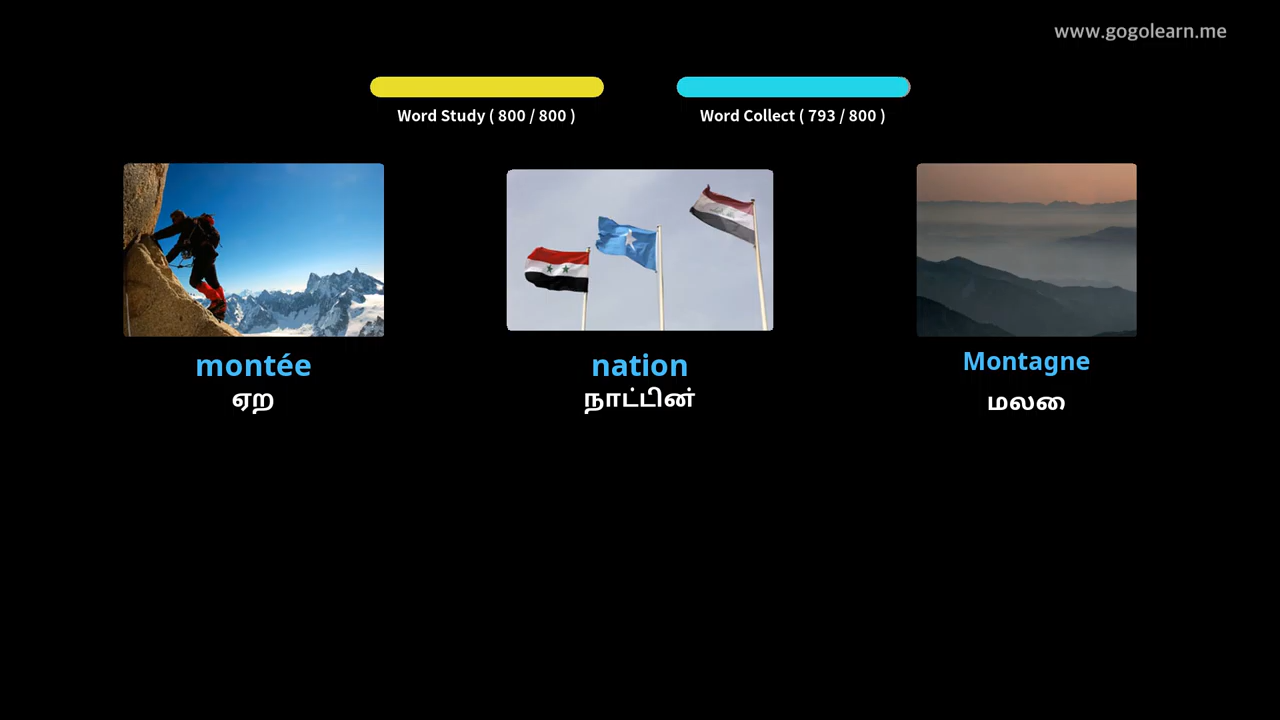 www.gogolearn.me
Word Study ( 800 / 800 )
Word Collect ( 793 / 800 )
montée
ஏற
nation
நாட்டின்
Montagne
மலை